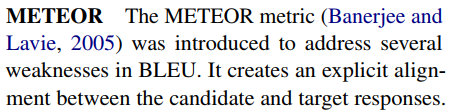 METEOR The METEOR metric (Banerjee and
Lavie, 2005) was introduced to address several
weaknesses in BLEU. It creates an explicit align-
ment between the candidate and target responses.